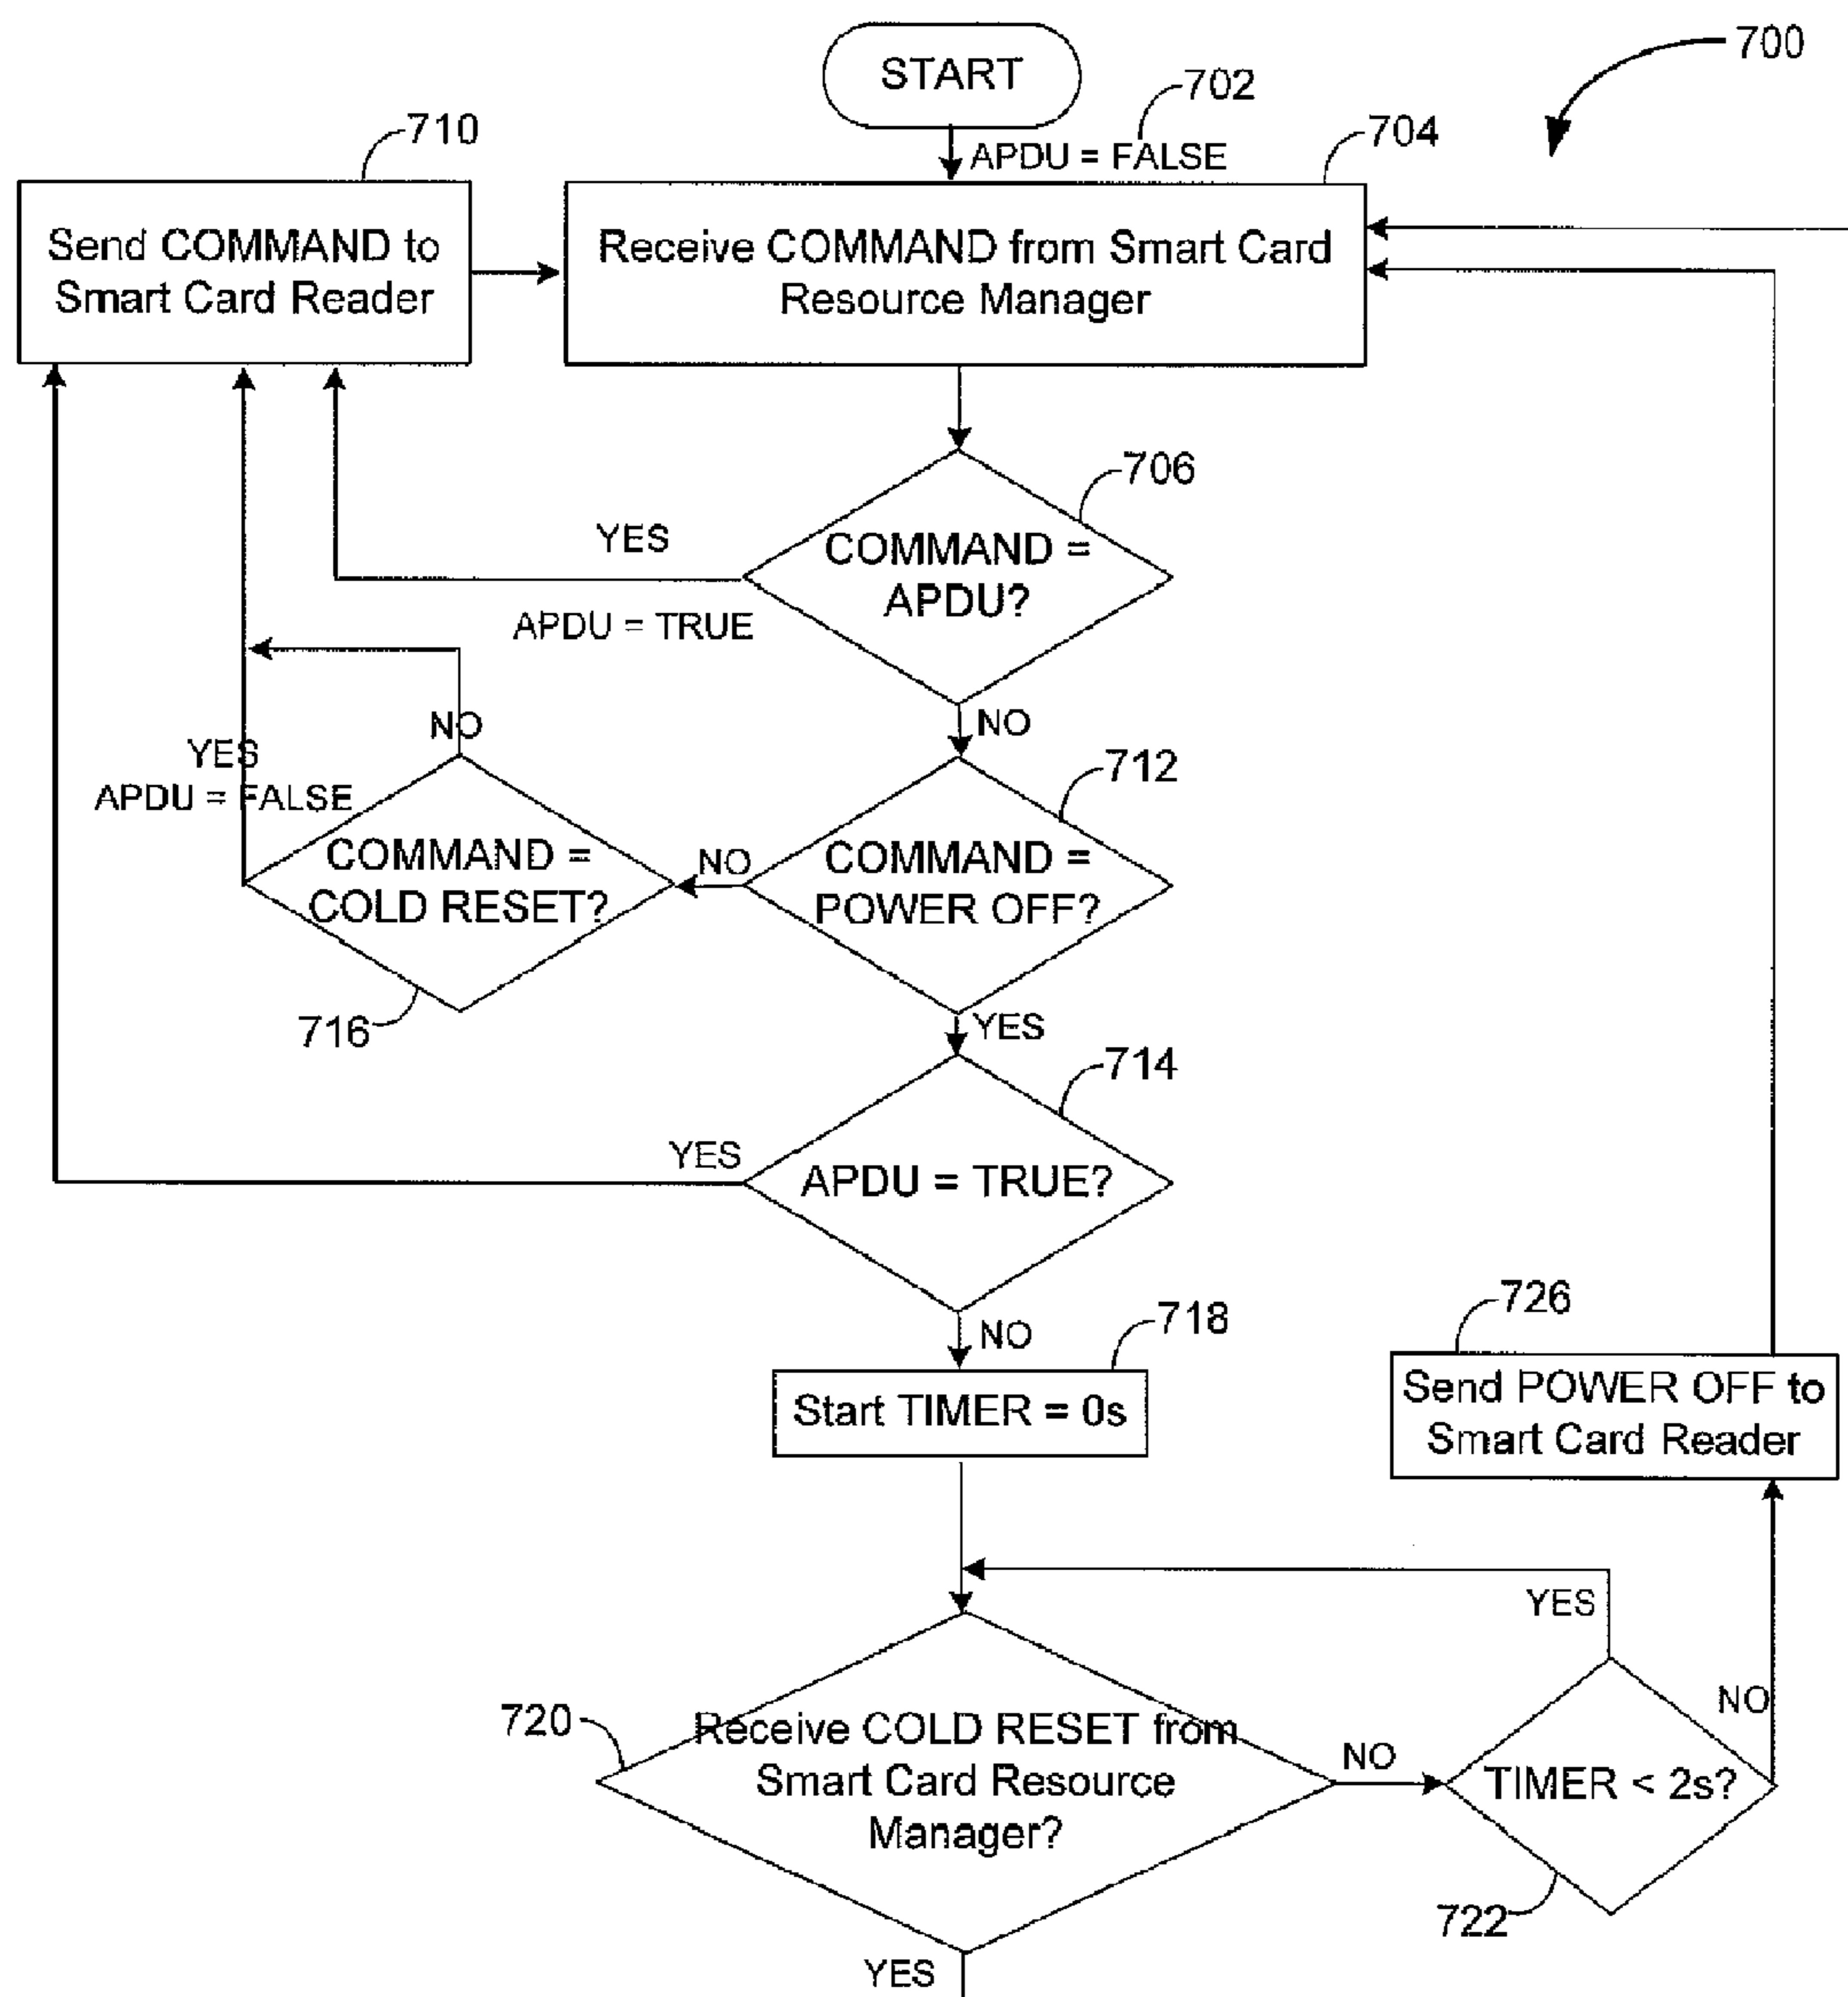 START
700
702
APDU = FALSE
704
710
Send COMMAND to
Smart Card Reader
Receive COMMAND from Smart Card
Resource Manager
706
COMMAND =
APDU?
YES
APDU = TRUE
NO
NO
YES
APDU = FALSE
712
COMMAND =
POWER OFF?
NO
COMMAND =
COLD RESET?
716
YES
714
APDU = TRUE?
YES
NO
718
Start TIMER = 0s
726
Send POWER OFF to
Smart Card Reader
YES
NO
720
Receive COLD RESET from
Smart Card Resource
Manager?
NO
TIMER < 2s?
722
YES